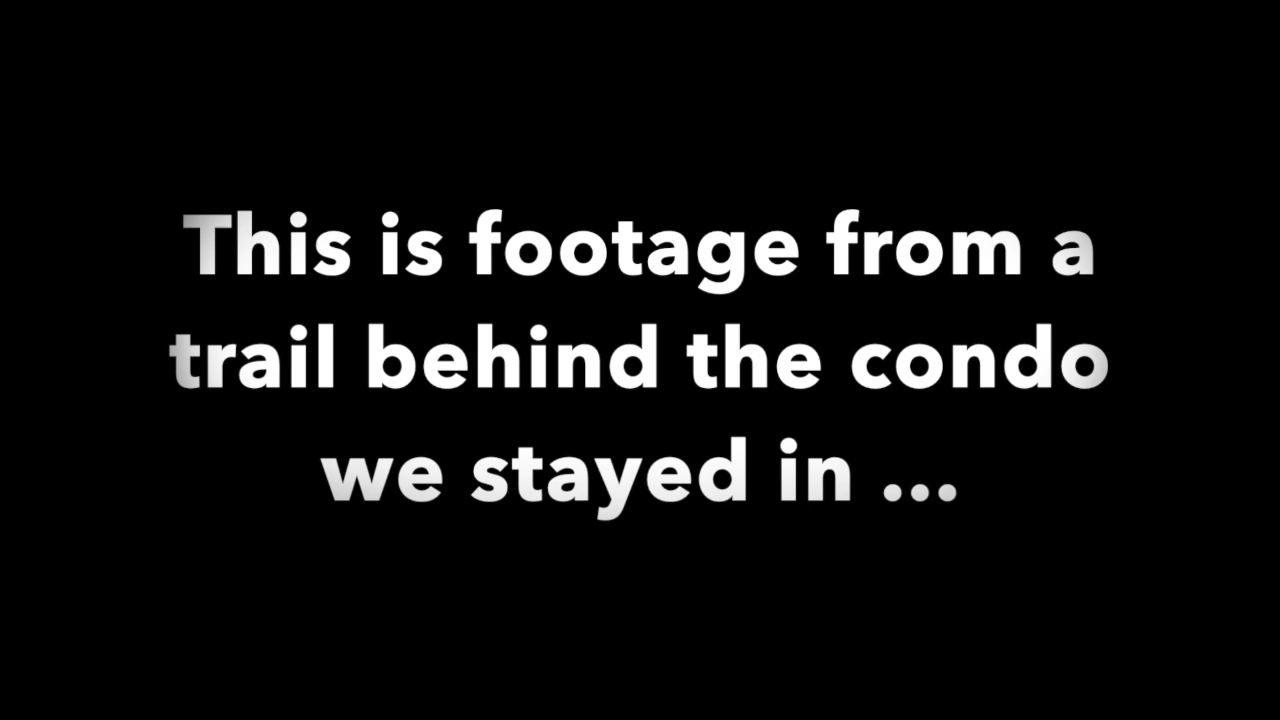 This is footage from a
trail behind the condo
we stayed in ...